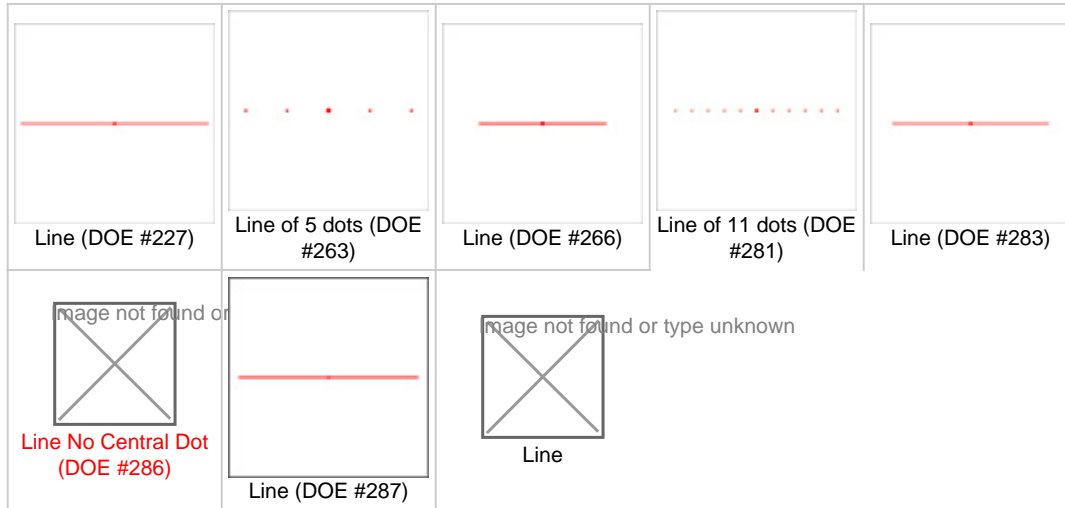 Line (DOE #227)
Line of 5 dots (DOE
#263)
Line (DOE #266)
Line of 11 dots (DOE
#281)
Line (DOE #283)
Image not found or
Line No Central Dot
(DOE #286)
Line (DOE #287)
Image not found or type unknown
Line